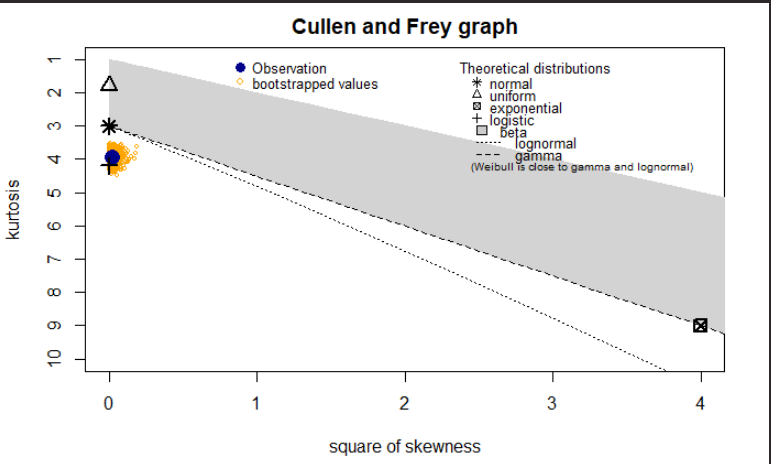 Cullen and Frey graph
Observation
bootstrapped values
Theoretical distributions
normal
uniform
exponential
logistic
beta
lognormal
gamma
(Weibull is close to gamma and lognormal)
kurtosis
1
2
3
4
5
6
7
8
9
10
0
1
2
3
4
square of skewness